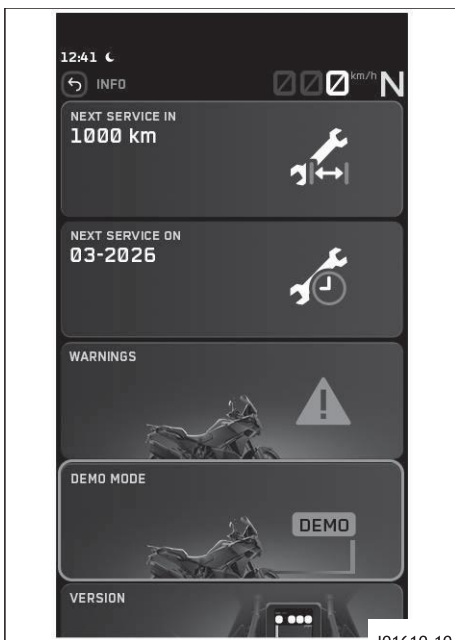 12:41
INFO
000 km/h N
NEXT SERVICE IN
1000 km
NEXT SERVICE ON
03-2026
WARNINGS
DEMO MODE
DEMO
VERSION